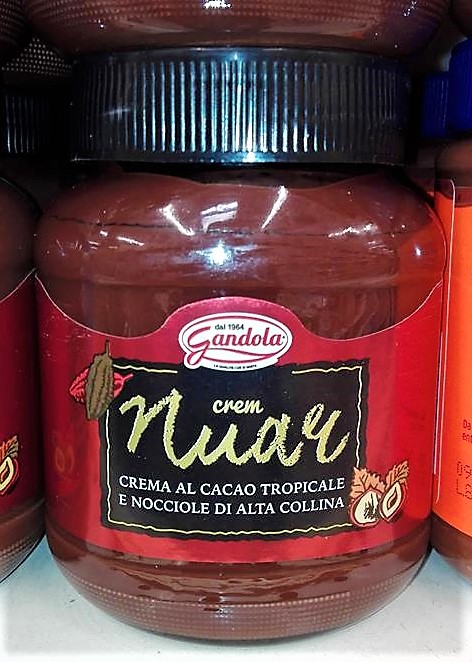 dal 1964
Gandola
crem
Nuar
CREMA AL CACAO TROPICALE
E NOCCIOLE DI ALTA COLLINA